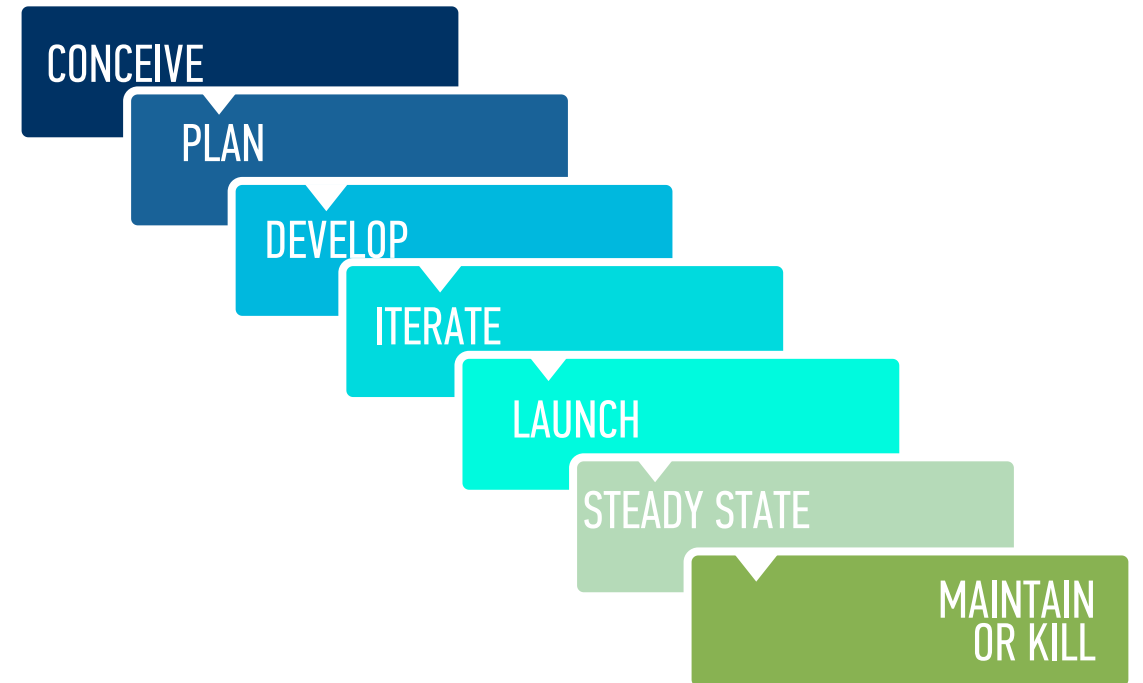 CONCEIVE
PLAN
DEVELOP
ITERATE
LAUNCH
STEADY STATE
MAINTAIN
OR KILL